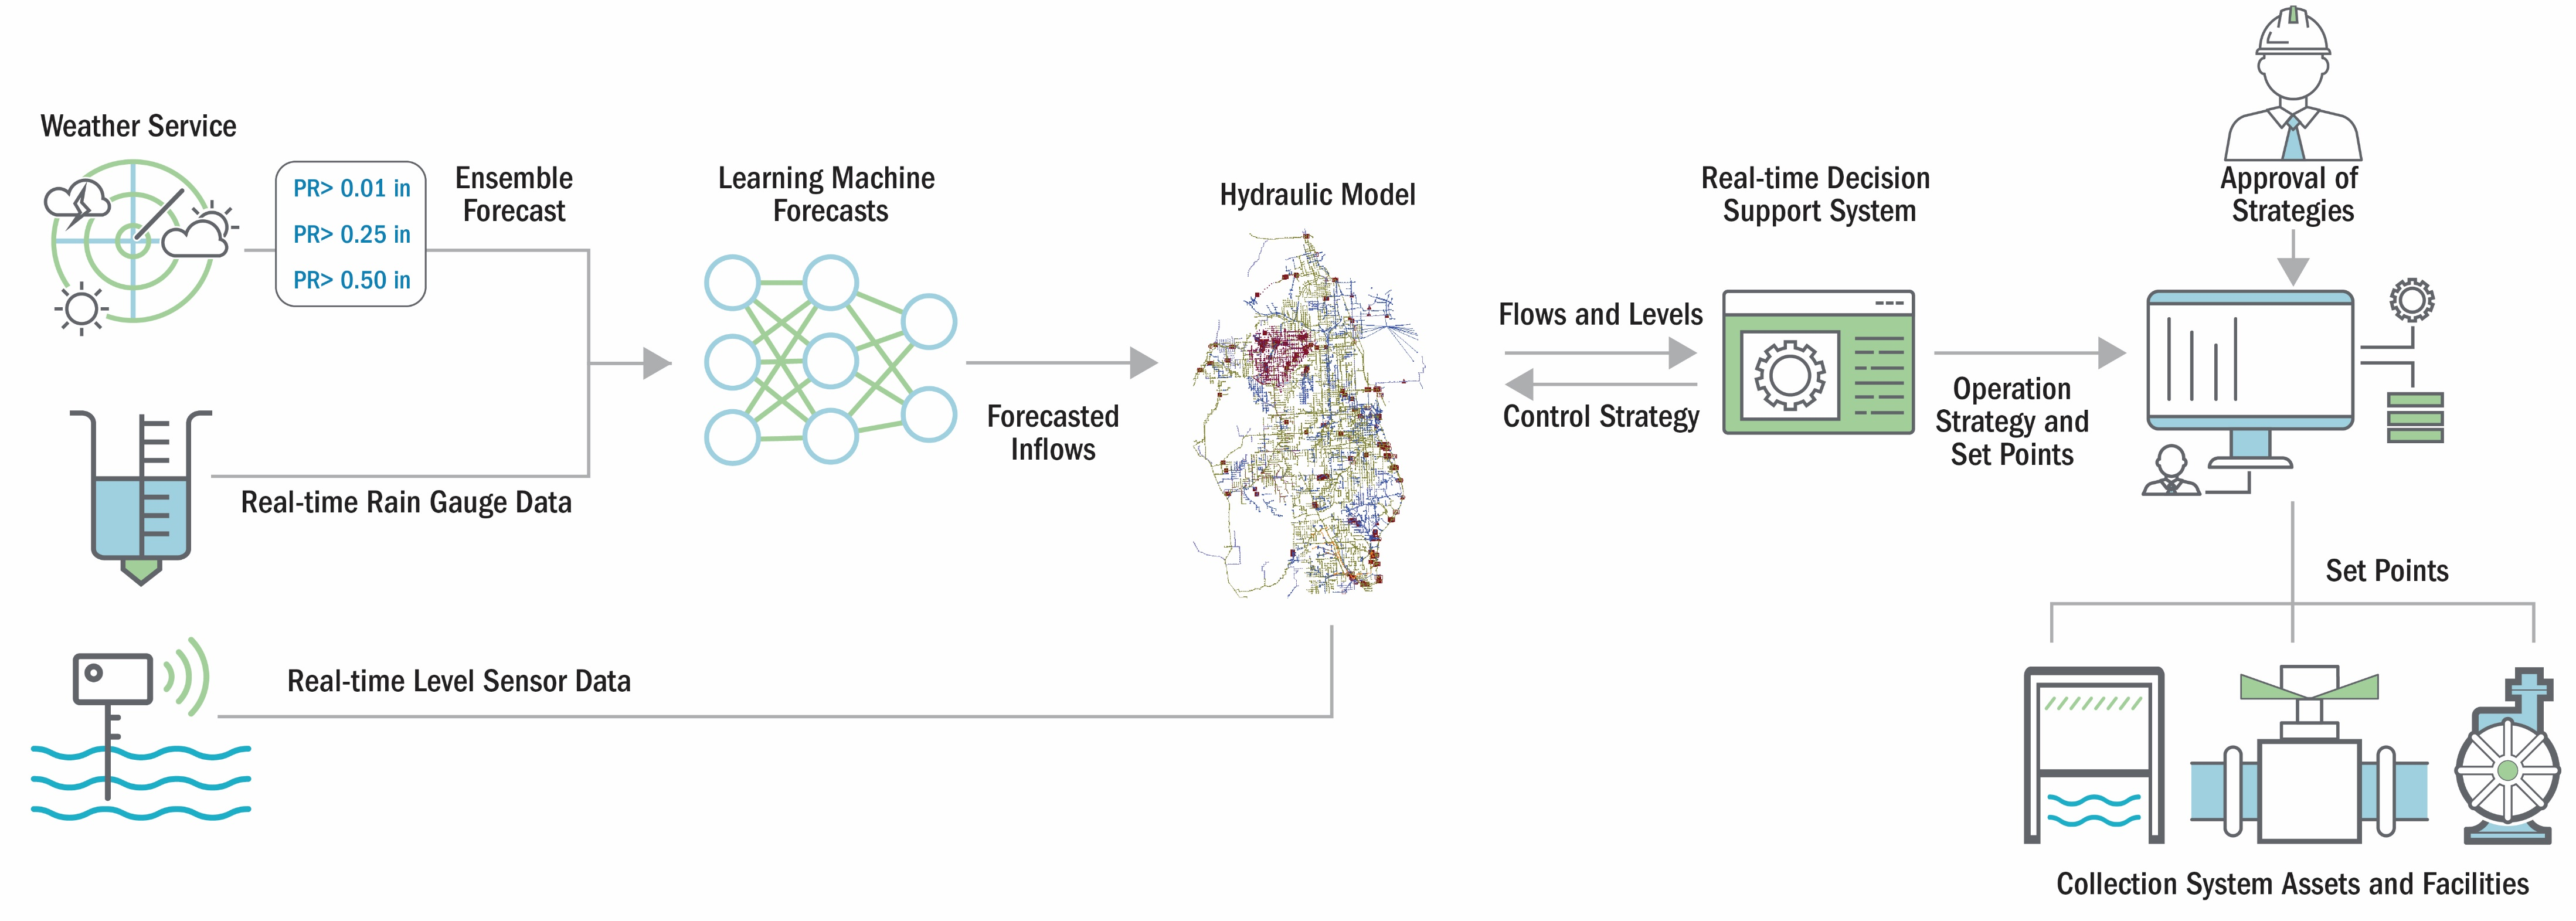 Weather Service
PR> 0.01 in
PR> 0.25 in
PR> 0.50 in
Ensemble
Forecast
Real-time Rain Gauge Data
Real-time Level Sensor Data
Learning Machine
Forecasts
Forecasted
Inflows
Hydraulic Model
Flows and Levels
Control Strategy
Real-time Decision
Support System
Operation
Strategy and
Set Points
Approval of
Strategies
Set Points
Collection System Assets and Facilities